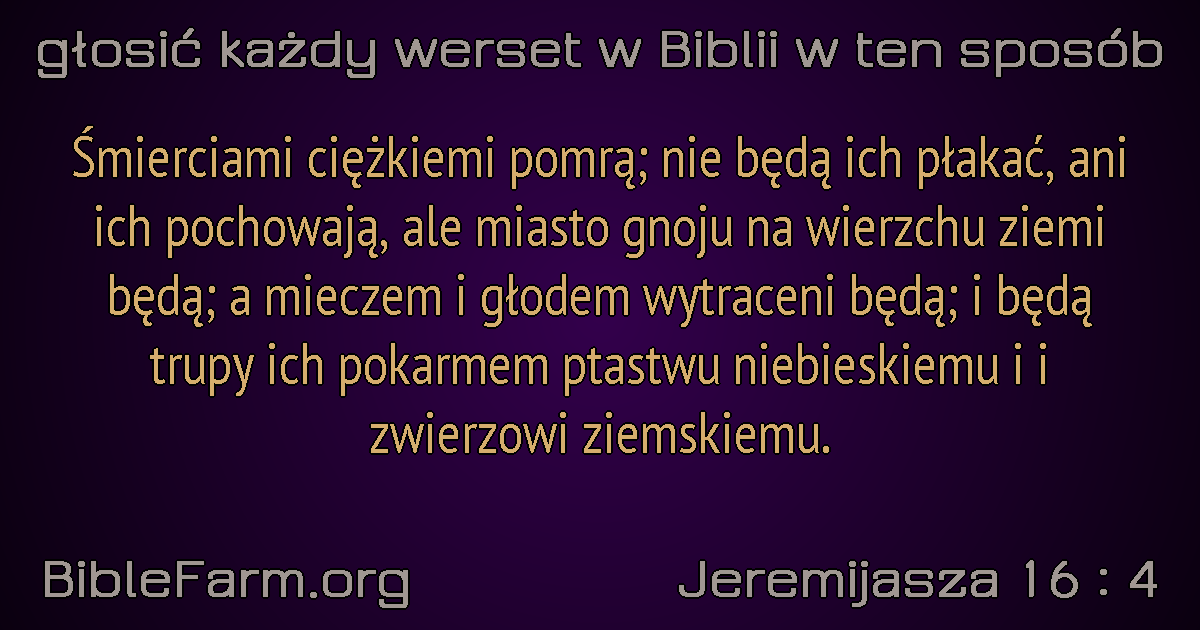 głosić każdy werset w Biblii w ten sposób
Śmierciami ciężkiemi pomrą; nie będą ich płakać, ani
ich pochowają, ale miasto gnoju na wierzchu ziemi
będą; a mieczem i głodem wytraceni będą; i będą
trupy ich pokarmem ptastwu niebieskiemu i i
zwierzowi ziemskiemu.
BibleFarm.org
Jeremijasza 16 : 4